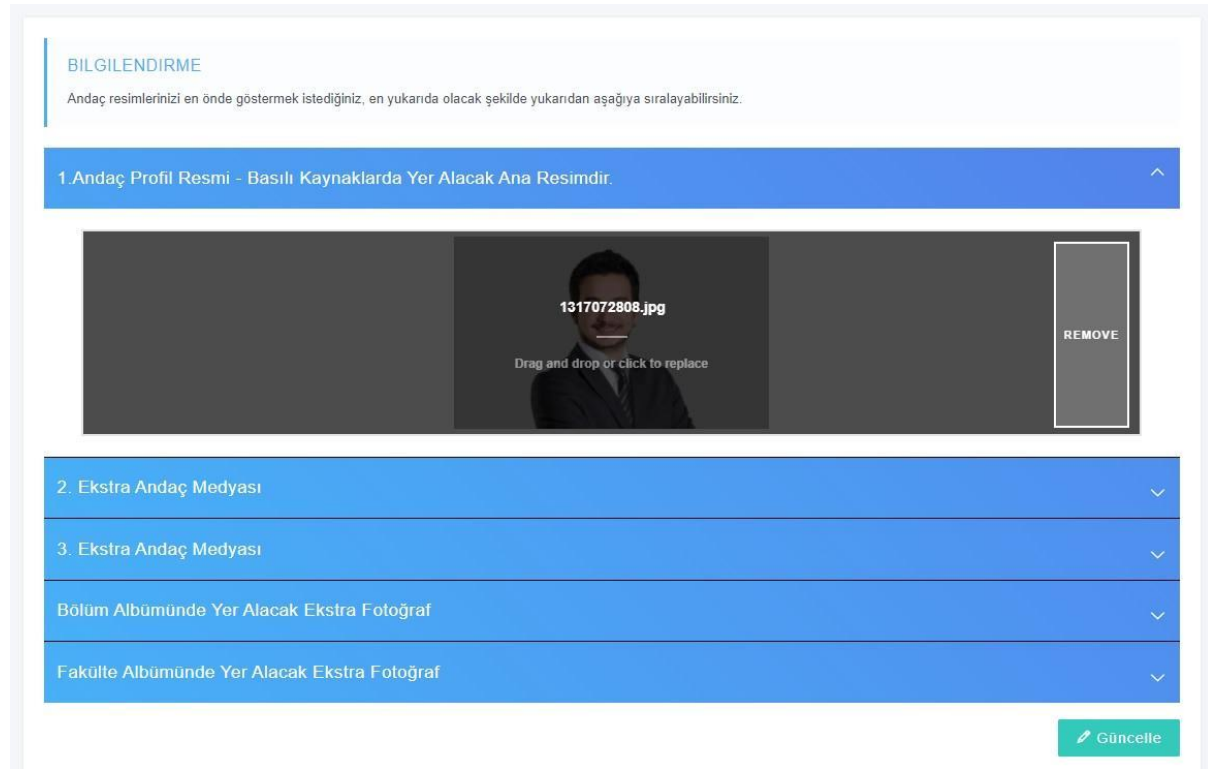 BILGILENDIRME
Andaç resimlerinizi en önde göstermek istediğiniz, en yukarıda olacak şekilde yukarıdan aşağıya sıralayabilirsiniz.
1.Andaç Profil Resmi - Basılı Kaynaklarda Yer Alacak Ana Resimdir.
1317072808.jpg
Drag and drop or click to replace
REMOVE
2. Ekstra Andaç Medyası
3. Ekstra Andaç Medyası
Bölüm Albümünde Yer Alacak Ekstra Fotoğraf
Fakülte Albümünde Yer Alacak Ekstra Fotoğraf
Güncelle